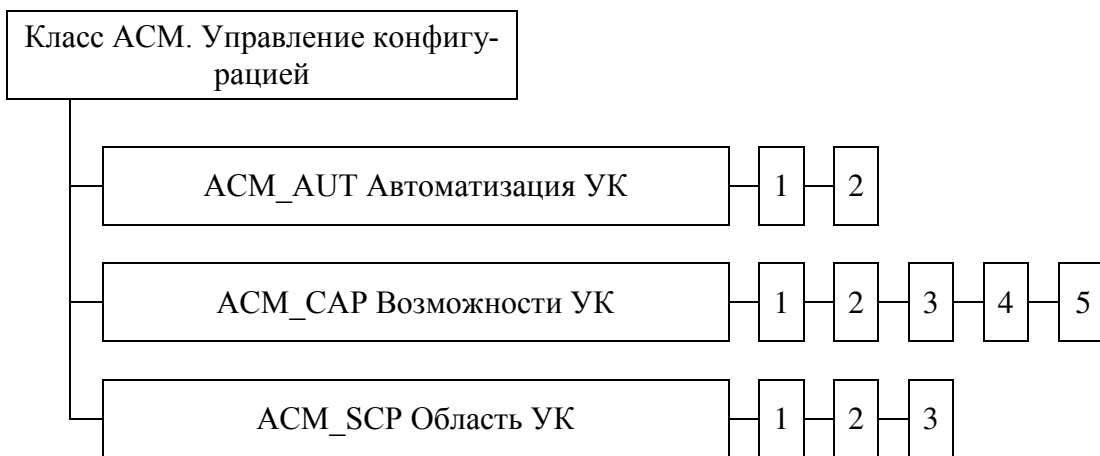 Класс ACM. Управление конфигу-
рацией
ACM_AUT Автоматизация УК 1 2
ACM_CAP Возможности УК 1 2 3 4 5
ACM_SCP Область УК 1 2 3